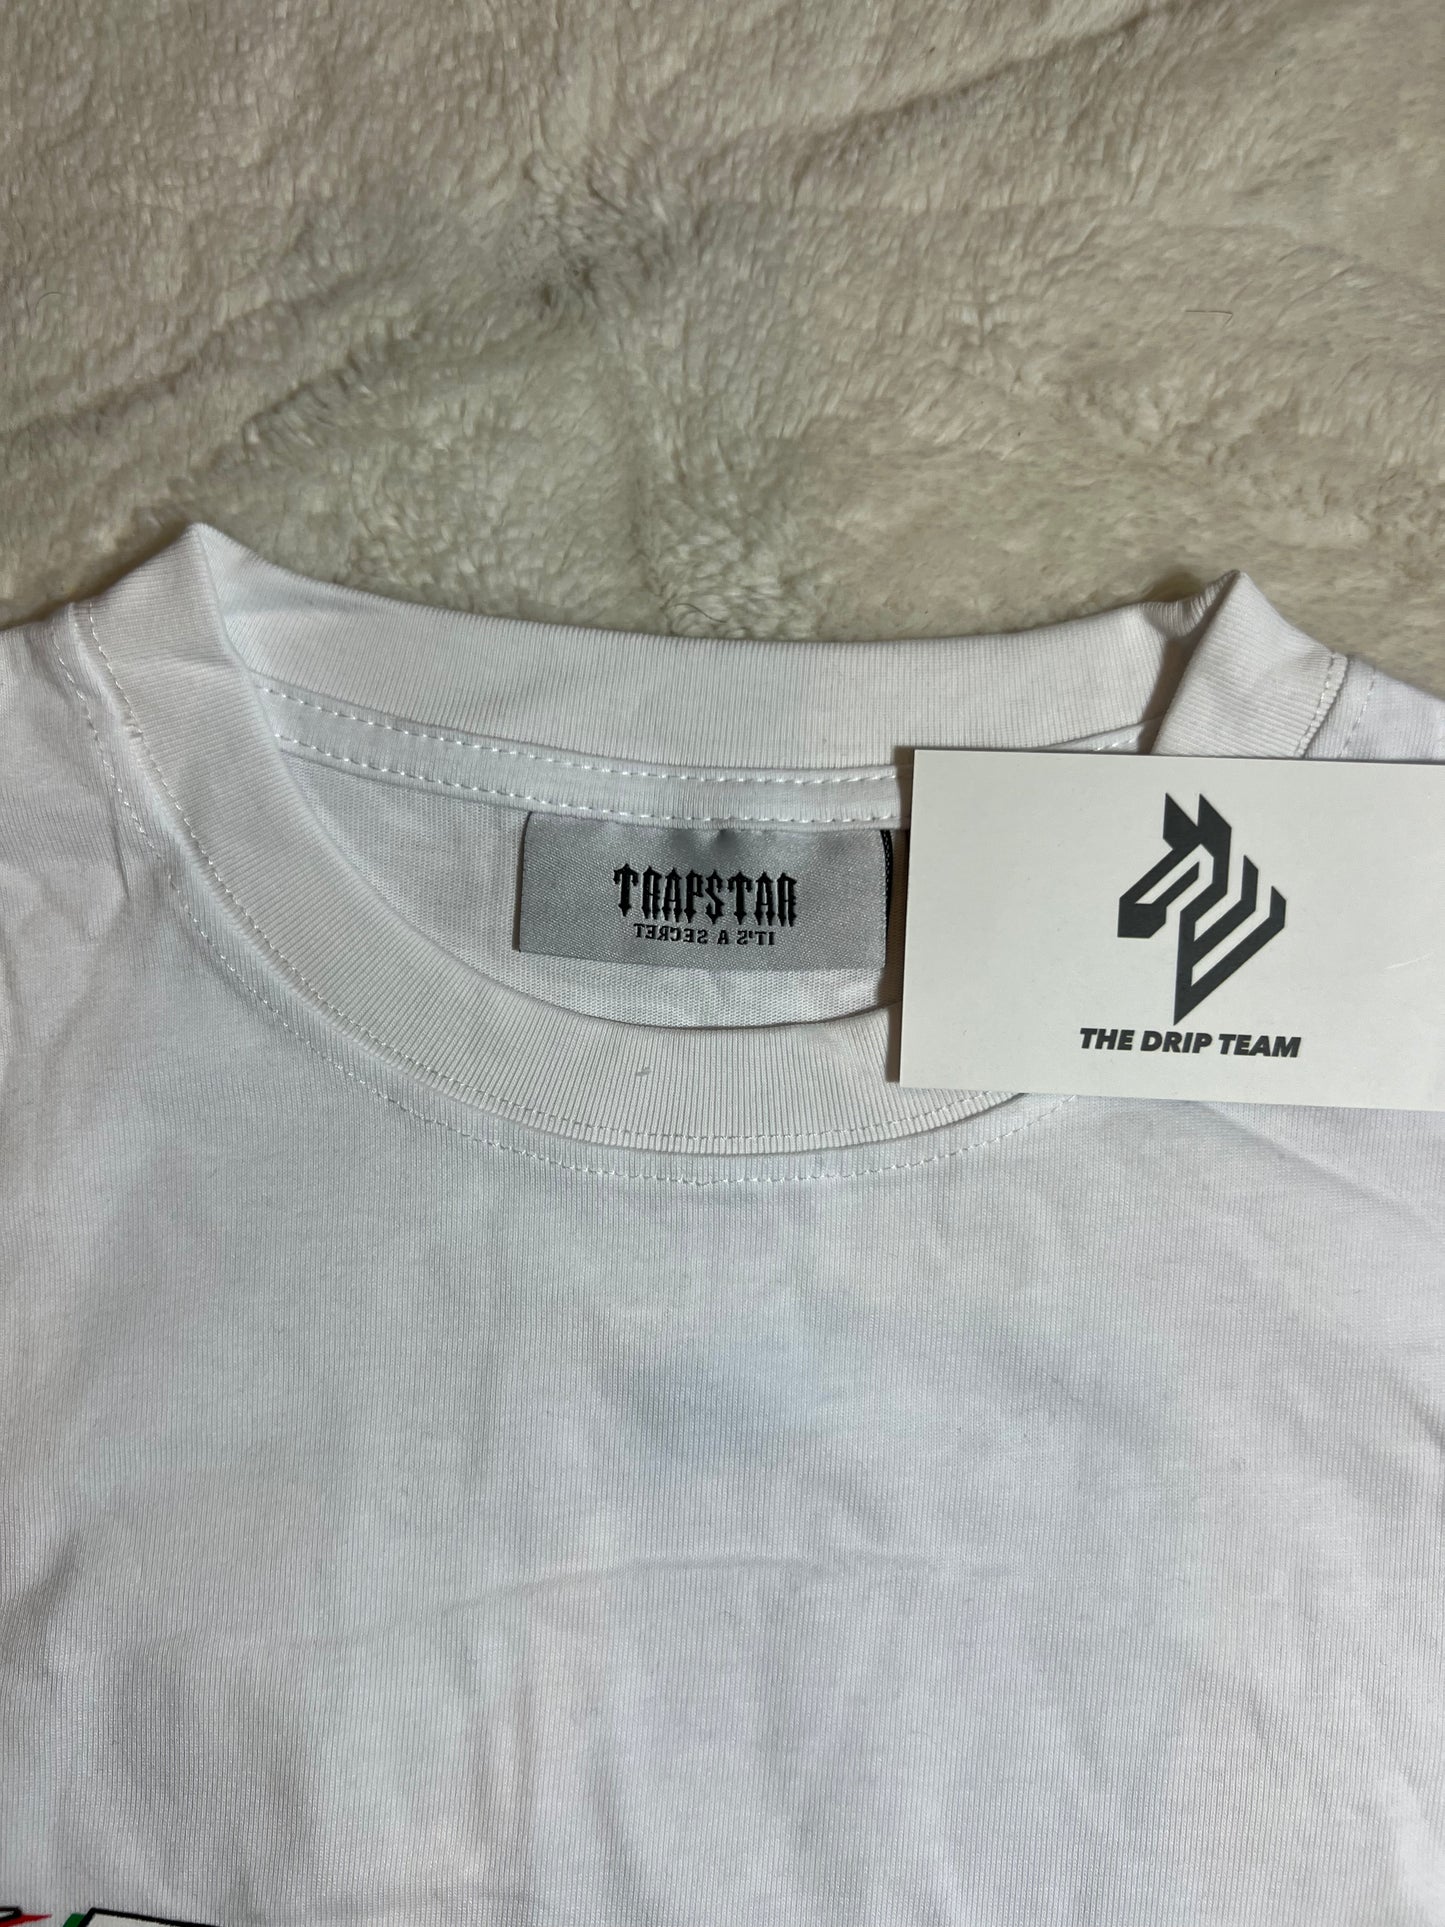 TRAPSTAR
IT'S A SECRET
THE DRIP TEAM